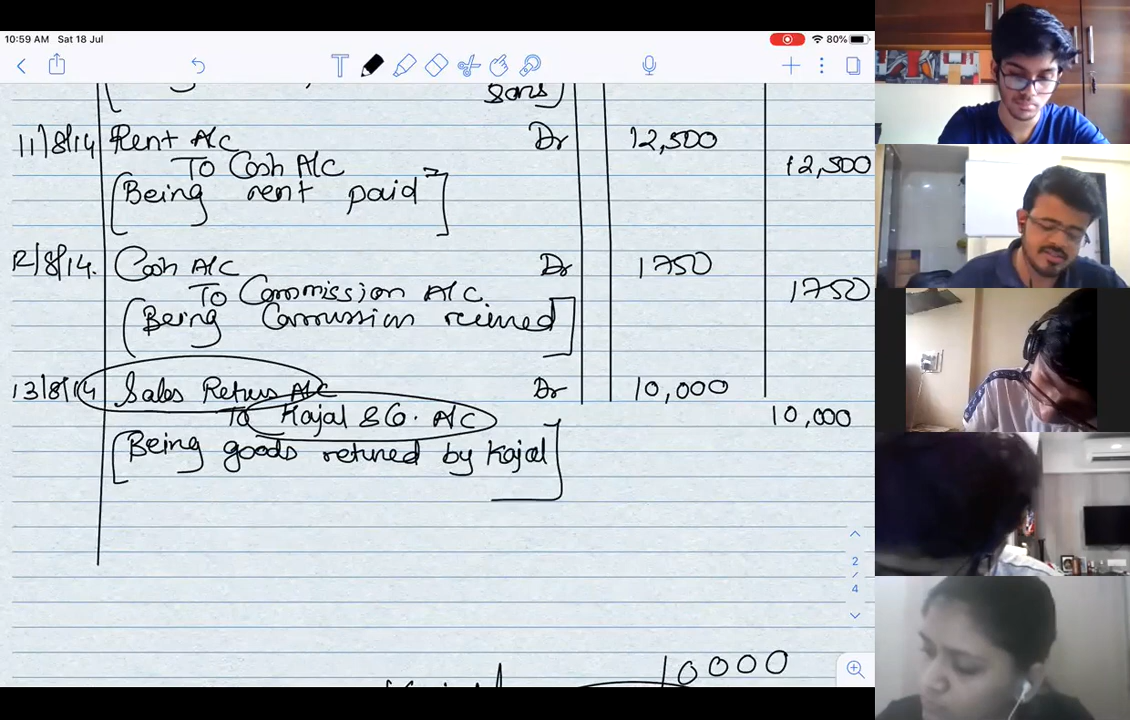 10:59 AM Sat 18 Jul
80%
Sons]
11/8/14 Rent A/C Dr 12,500
To Cash A/C 12,500
[Being rent paid]
12/8/14. Cash A/C Dr 1750
To Commission A/C. 1750
[Being Commission recieved]
13/8/14 Sales Return A/C Dr 10,000
To Kajal & Co. A/C 10,000
[Being goods retuned by Kajal]
2
/
4
10000